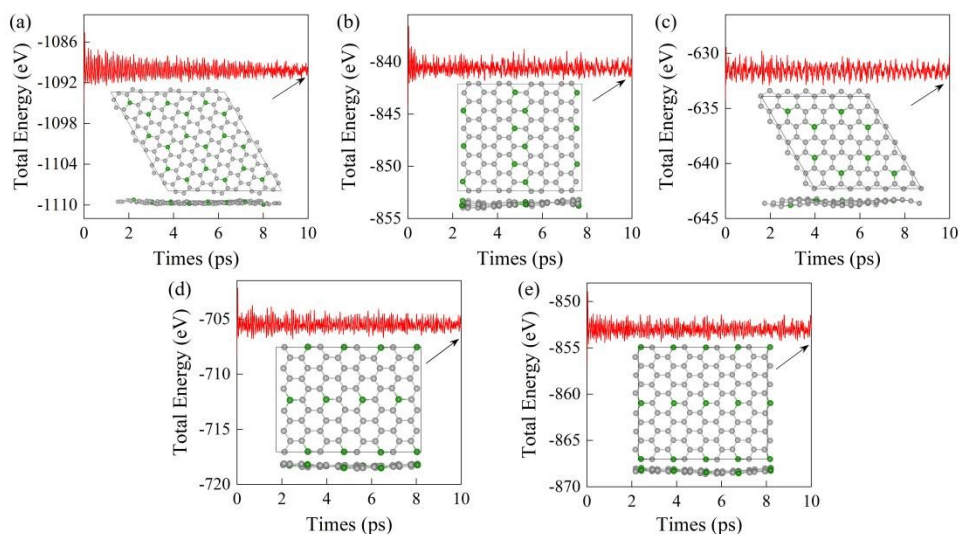 (a)
Total Energy (eV)
-1086
-1092
-1098
-1104
-1110
0 2 4 6 8 10
Times (ps)
(b)
Total Energy (eV)
-840
-845
-850
-855
0 2 4 6 8 10
Times (ps)
(c)
Total Energy (eV)
-630
-635
-640
-645
0 2 4 6 8 10
Times (ps)
(d)
Total Energy (eV)
-705
-710
-715
-720
0 2 4 6 8 10
Times (ps)
(e)
Total Energy (eV)
-850
-855
-860
-865
-870
0 2 4 6 8 10
Times (ps)